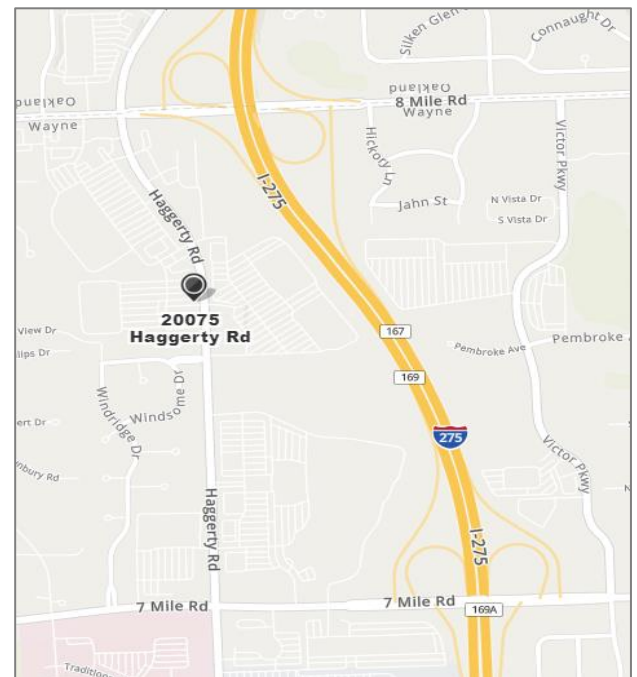 Silken Glen
Connaught Dr
Oakland
Oakland
8 Mile Rd
Wayne
Wayne
Hickory Ln
Victor Pkwy
I-275
Haggerty Rd
Jahn St
N Vista Dr
S Vista Dr
20075
Haggerty Rd
167
View Dr
Pembroke Ave
Pembroke A
lips Dr
169
Windsome Dr
Windridge Dr
ert Dr
275
Victor Pkwy
nbury Rd
Haggerty Rd
I-275
7 Mile Rd
7 Mile Rd
169A
Tradition